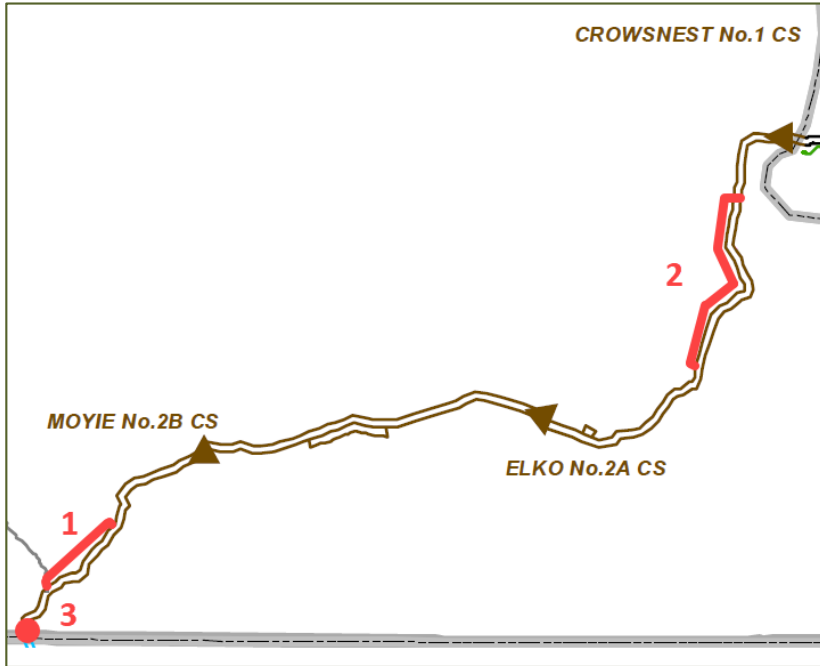 CROWSNEST No.1 CS
2
MOYIE No.2B CS
ELKO No.2A CS
1
3